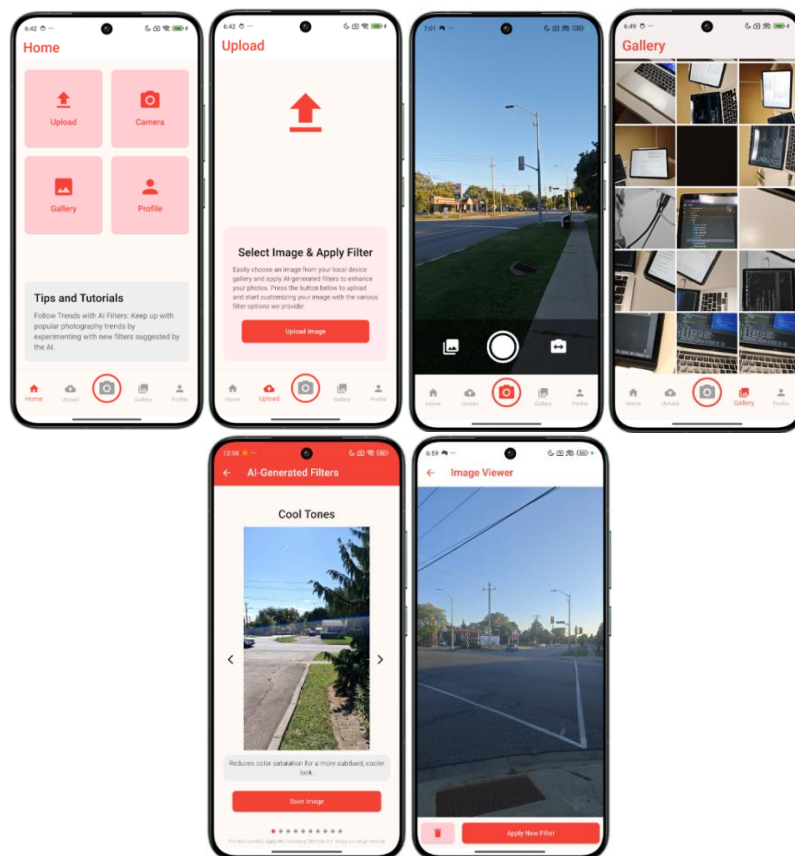 6:42
Home
Upload
Camera
Gallery
Profile
Tips and Tutorials
Follow Trends with AI Filters: Keep up with
popular photography trends by
experimenting with new filters suggested by
the AI.
Home
Upload
Gallery
Profile
6:42
Upload
Select Image & Apply Filter
Easily choose an image from your local device
gallery and apply AI-generated filters to enhance
your photos. Press the button below to upload
and start customizing your image with the various
filter options we provide.
Upload Image
Home
Upload
Gallery
Profile
7:01
Home
Upload
Gallery
Profile
6:49
Gallery
Home
Upload
Gallery
Profile
12:58
AI-Generated Filters
Cool Tones
Reduces color saturation for a more subdued, cooler
look.
Save Image
6:59
Image Viewer
Apply New Filter